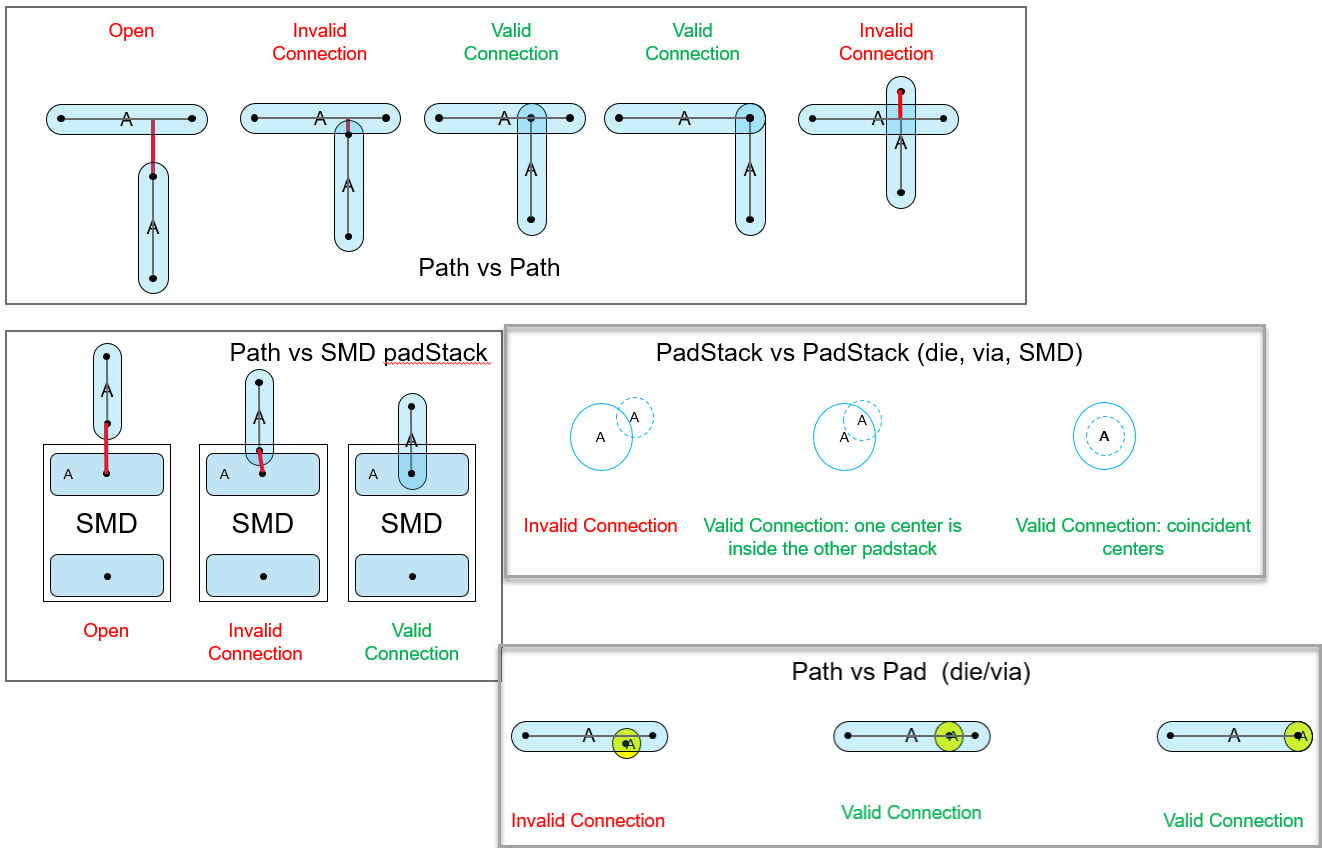 Open
Invalid
Connection
Valid
Connection
Valid
Connection
Invalid
Connection
A
A
A
A
A
A
A
A
A
A
Path vs Path
Path vs SMD padStack
A
A
A
A
A
A
SMD
SMD
SMD
Open
Invalid
Connection
Valid
Connection
PadStack vs PadStack (die, via, SMD)
A
A
A
A
A
Invalid Connection
Valid Connection: one center is
inside the other padstack
Valid Connection: coincident
centers
Path vs Pad (die/via)
A
A
A
A
A
A
Invalid Connection
Valid Connection
Valid Connection